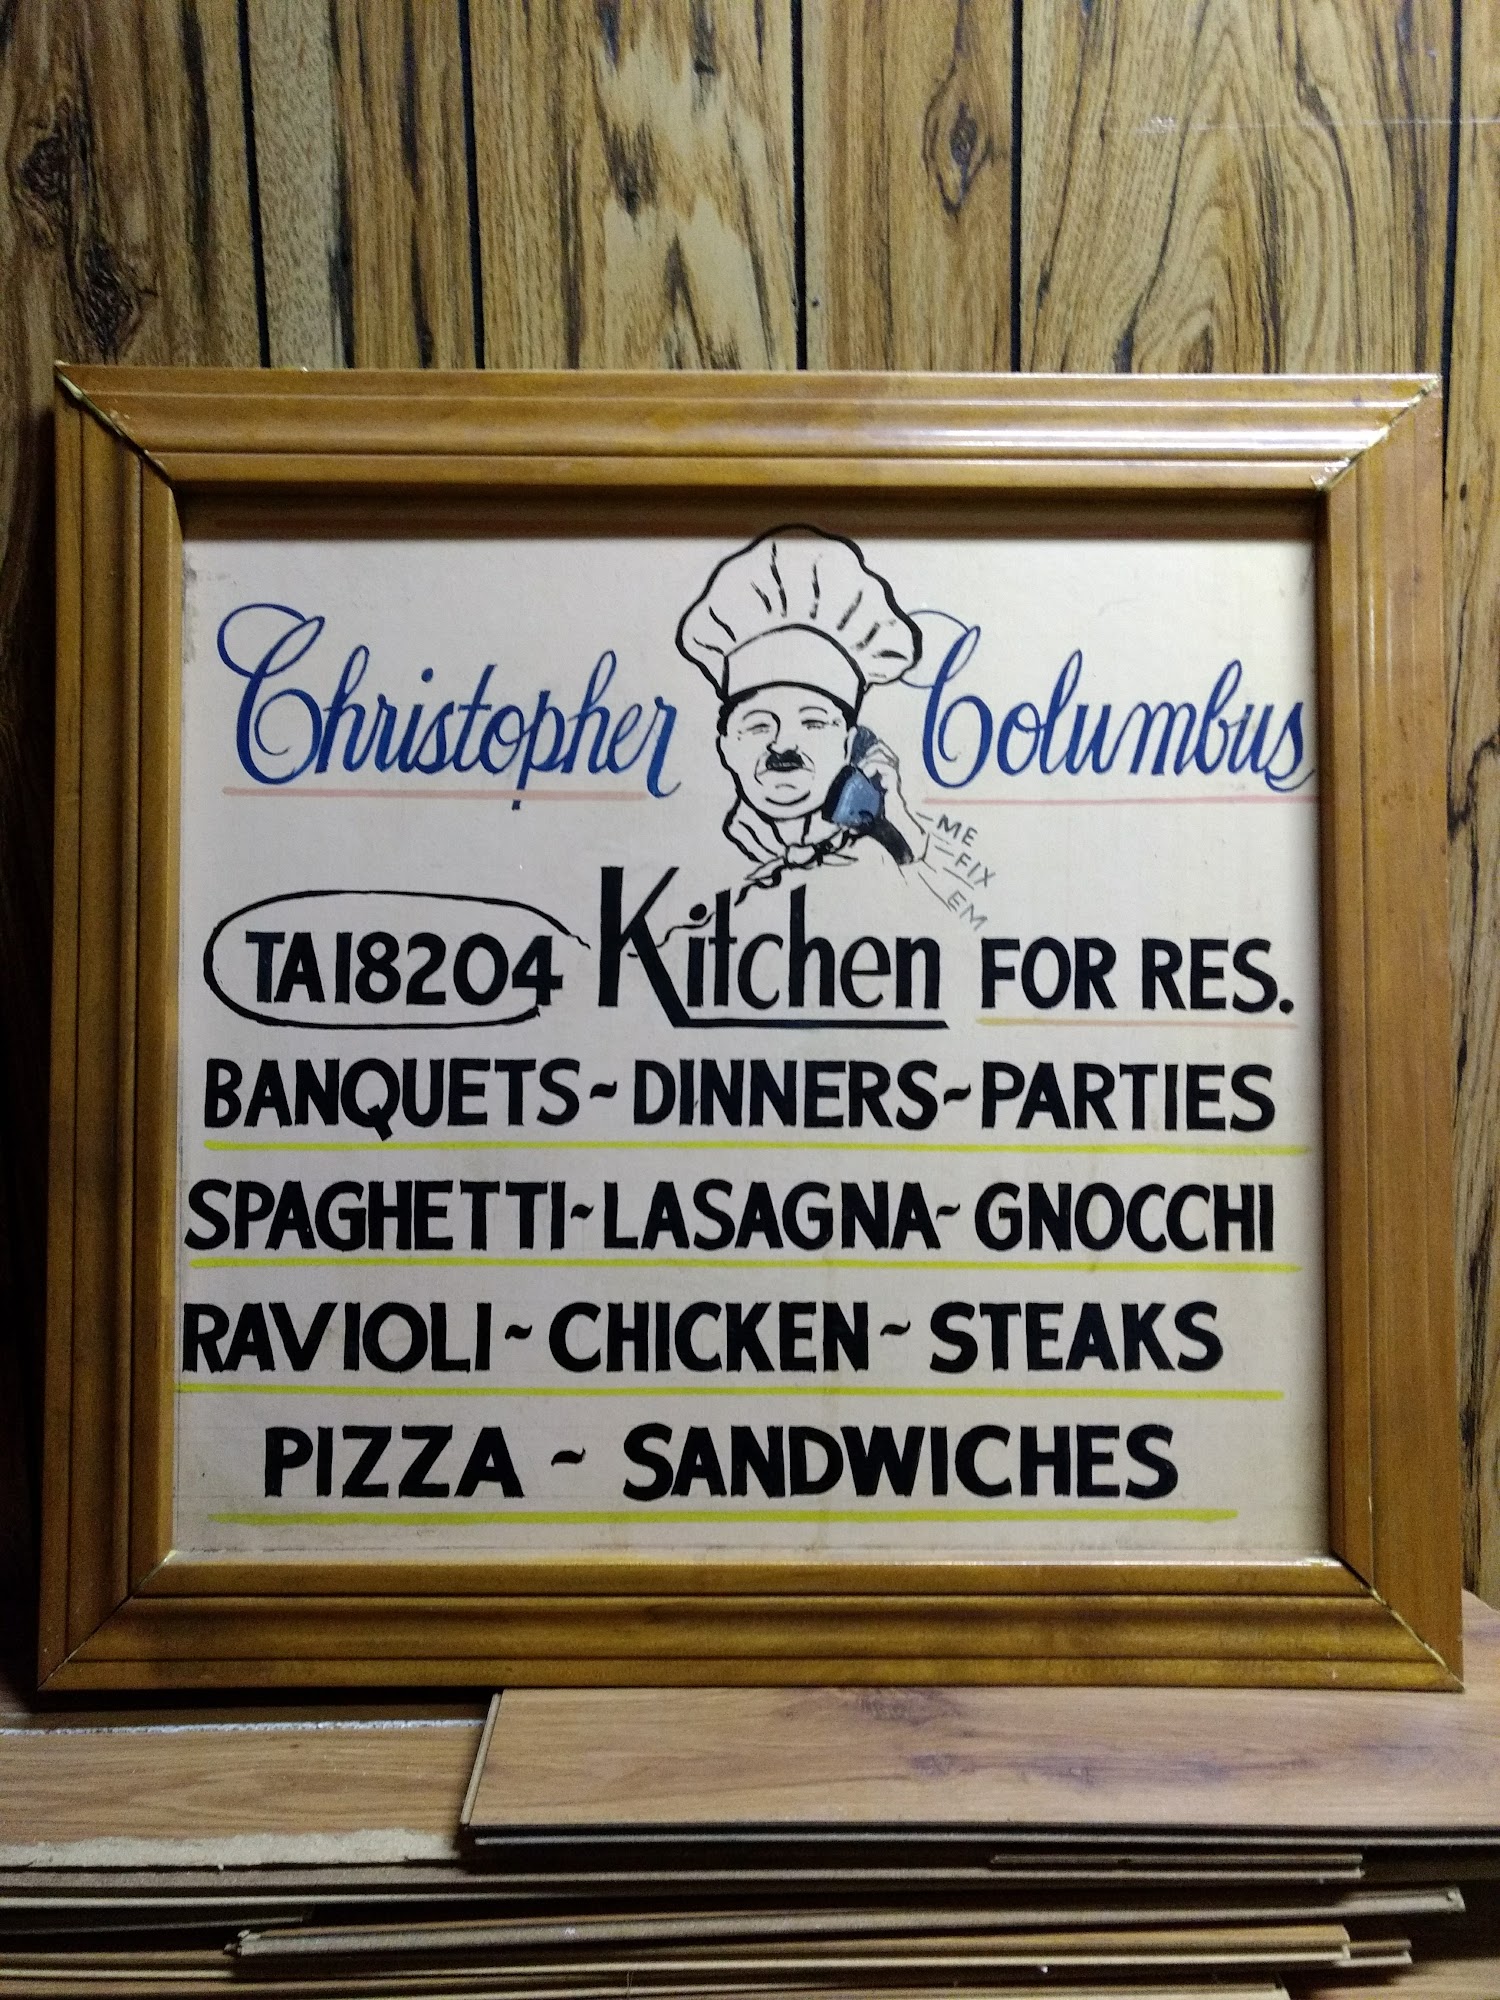 Christopher Columbus
ME
FIX
EM
TA18204 Kitchen FOR RES.
BANQUETS~DINNERS~PARTIES
SPAGHETTI~LASAGNA~GNOCCHI
RAVIOLI~CHICKEN~STEAKS
PIZZA ~ SANDWICHES